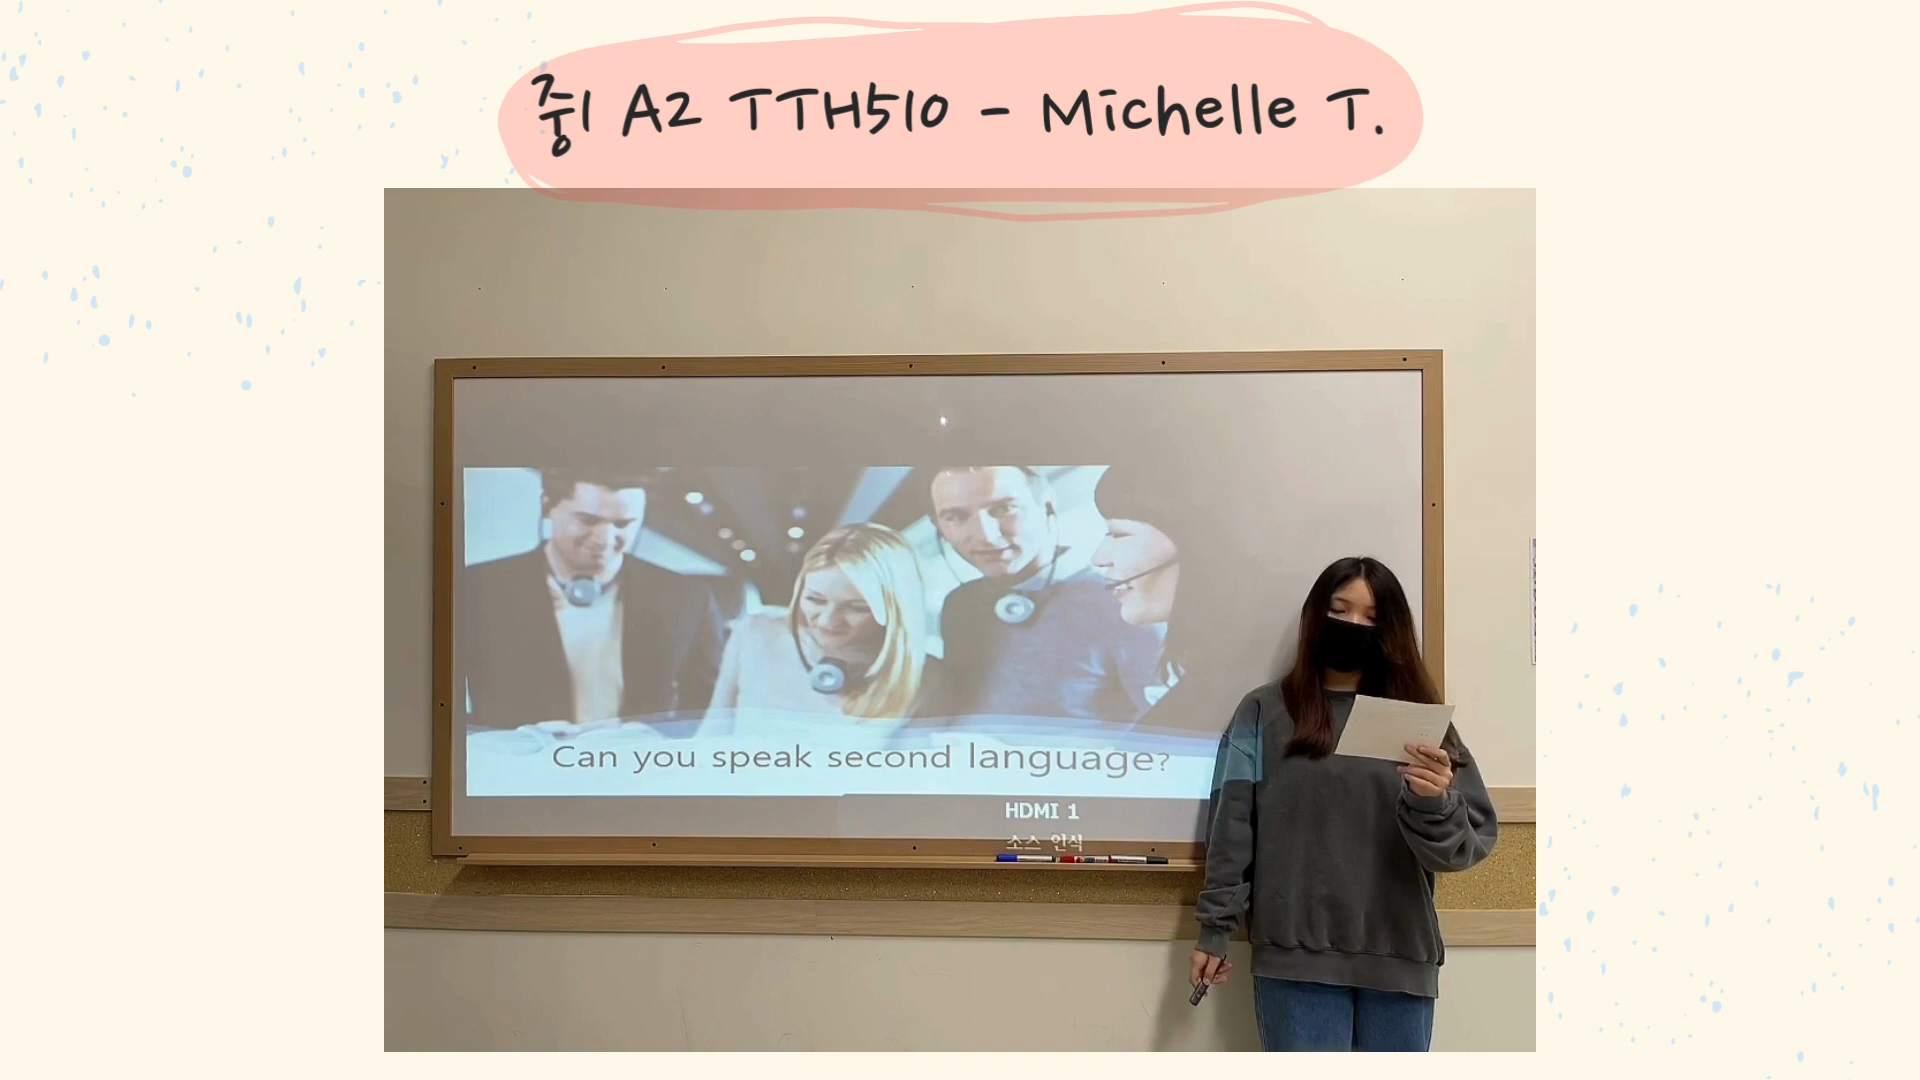 중1 A2 TTH510 - Michelle T.
Can you speak second language?
HDMI 1
소스 인식